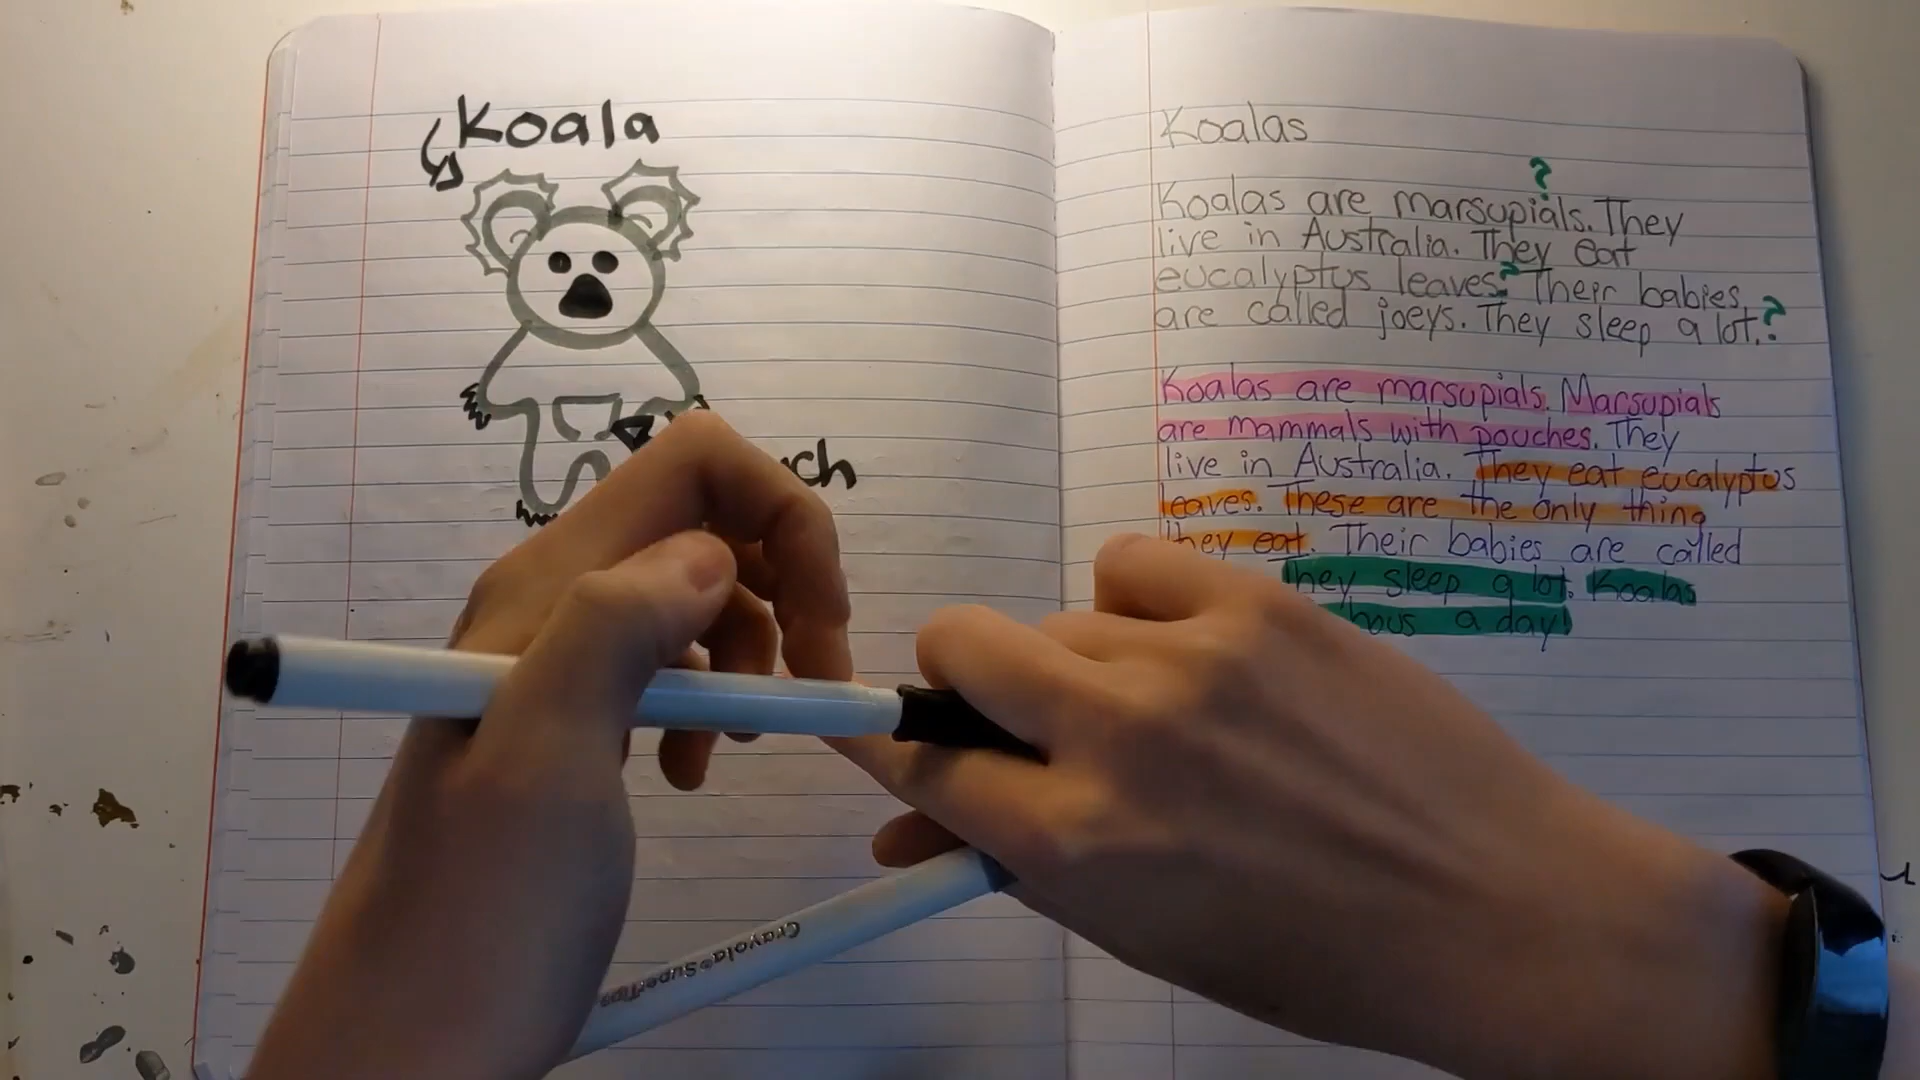 Koala
Koalas
?
Koalas are marsupials. They
live in Australia. They eat
eucalyptus leaves.? Their babies
are called joeys. They sleep a lot.?
Koalas are marsupials. Marsupials
are mammals with pouches. They
live in Australia. They eat eucalyptus
leaves. These are the only thing
they eat. Their babies are called
They sleep a lot. Koalas
hours a day!
Crayola® SuperTips